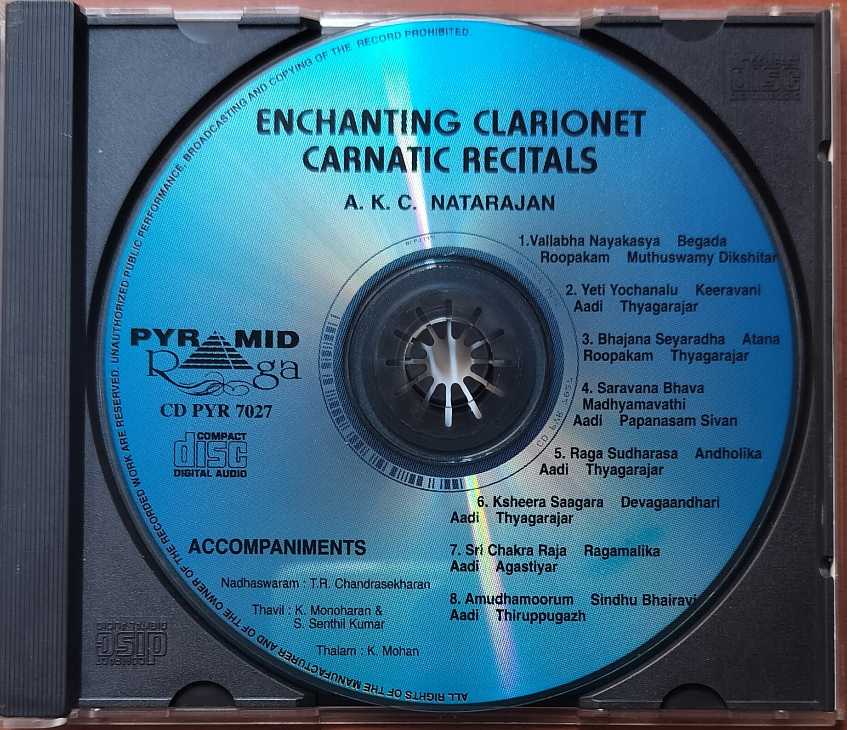 ALL RIGHTS OF THE MANUFACTURER AND OF THE OWNER OF THE RECORDED WORK ARE RESERVED. UNAUTHORIZED PUBLIC PERFORMANCE, BROADCASTING AND COPYING OF THE RECORD PROHIBITED.
ENCHANTING CLARIONET
CARNATIC RECITALS
A. K. C. NATARAJAN
1.Vallabha Nayakasya Begada
Roopakam Muthuswamy Dikshitar
2. Yeti Yochanalu Keeravani
Aadi Thyagarajar
3. Bhajana Seyaradha Atana
Roopakam Thyagarajar
4. Saravana Bhava
Madhyamavathi
Aadi Papanasam Sivan
5. Raga Sudharasa Andholika
Aadi Thyagarajar
6. Ksheera Saagara Devagaandhari
Aadi Thyagarajar
7. Sri Chakra Raja Ragamalika
Aadi Agastiyar
8. Amudhamoorum Sindhu Bhairavi
Aadi Thiruppugazh
PYRAMID
Raga
CD PYR 7027
COMPACT
disc
DIGITAL AUDIO
ACCOMPANIMENTS
Nadhaswaram : T.R. Chandrasekharan
Thavil : K. Monoharan &
S. Senthil Kumar
Thalam : K. Mohan
COMPACT
disc
DIGITAL AUDIO